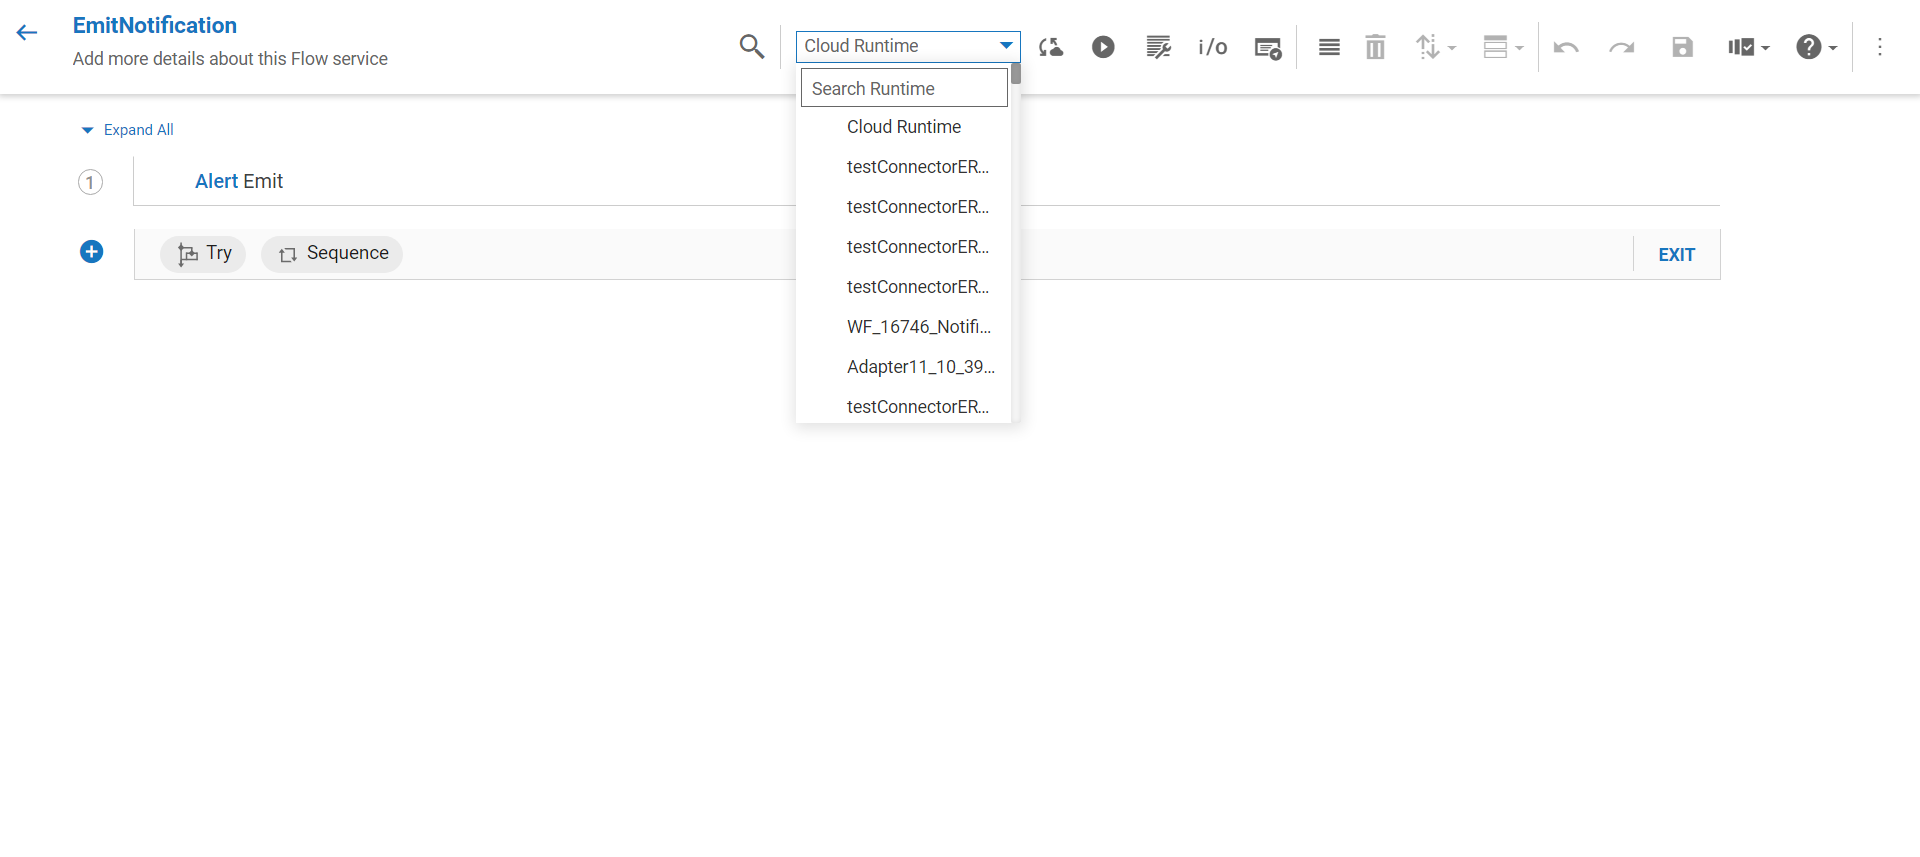 EmitNotification
Add more details about this Flow service
Cloud Runtime
i/o
Search Runtime
Cloud Runtime
testConnectorER...
testConnectorER...
testConnectorER...
testConnectorER...
WF_16746_Notifi...
Adapter11_10_39...
testConnectorER...
Expand All
1
Alert Emit
Try
Sequence
EXIT